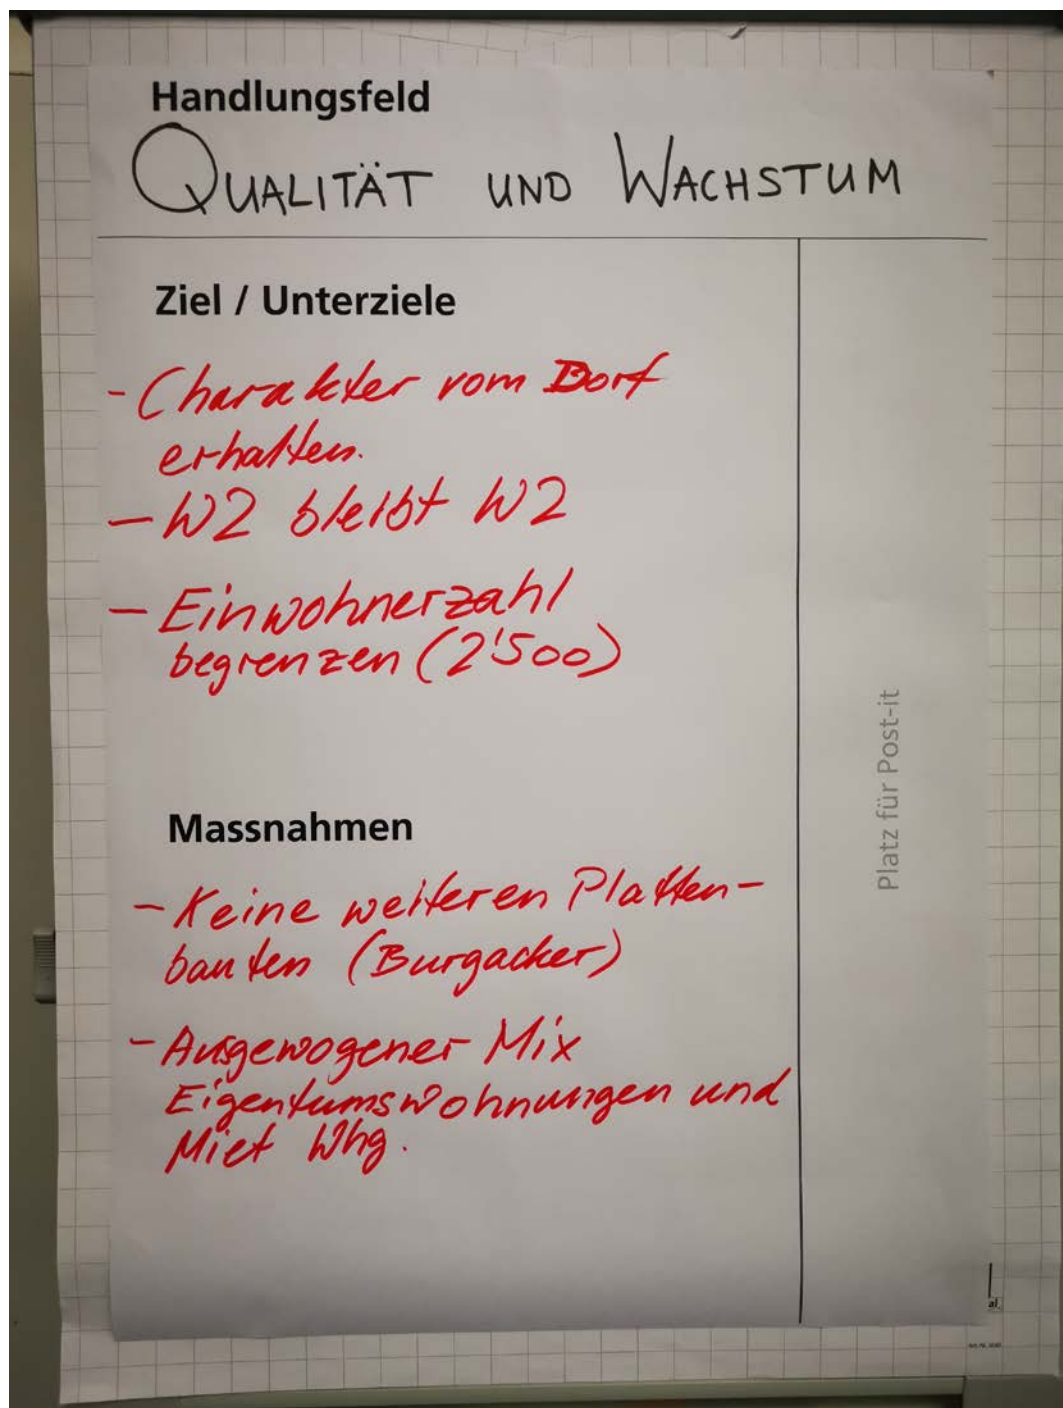 Handlungsfeld
QUALITÄT UND WACHSTUM
Ziel / Unterziele
- Charakter vom Dorf
erhalten.
- W2 bleibt W2
- Einwohnerzahl
begrenzen (2'500)
Platz für Post-it
Massnahmen
- Keine weiteren Platten-
bauten (Burgacker)
- Ausgewogener Mix
Eigentumswohnungen und
Miet Whg.
al.